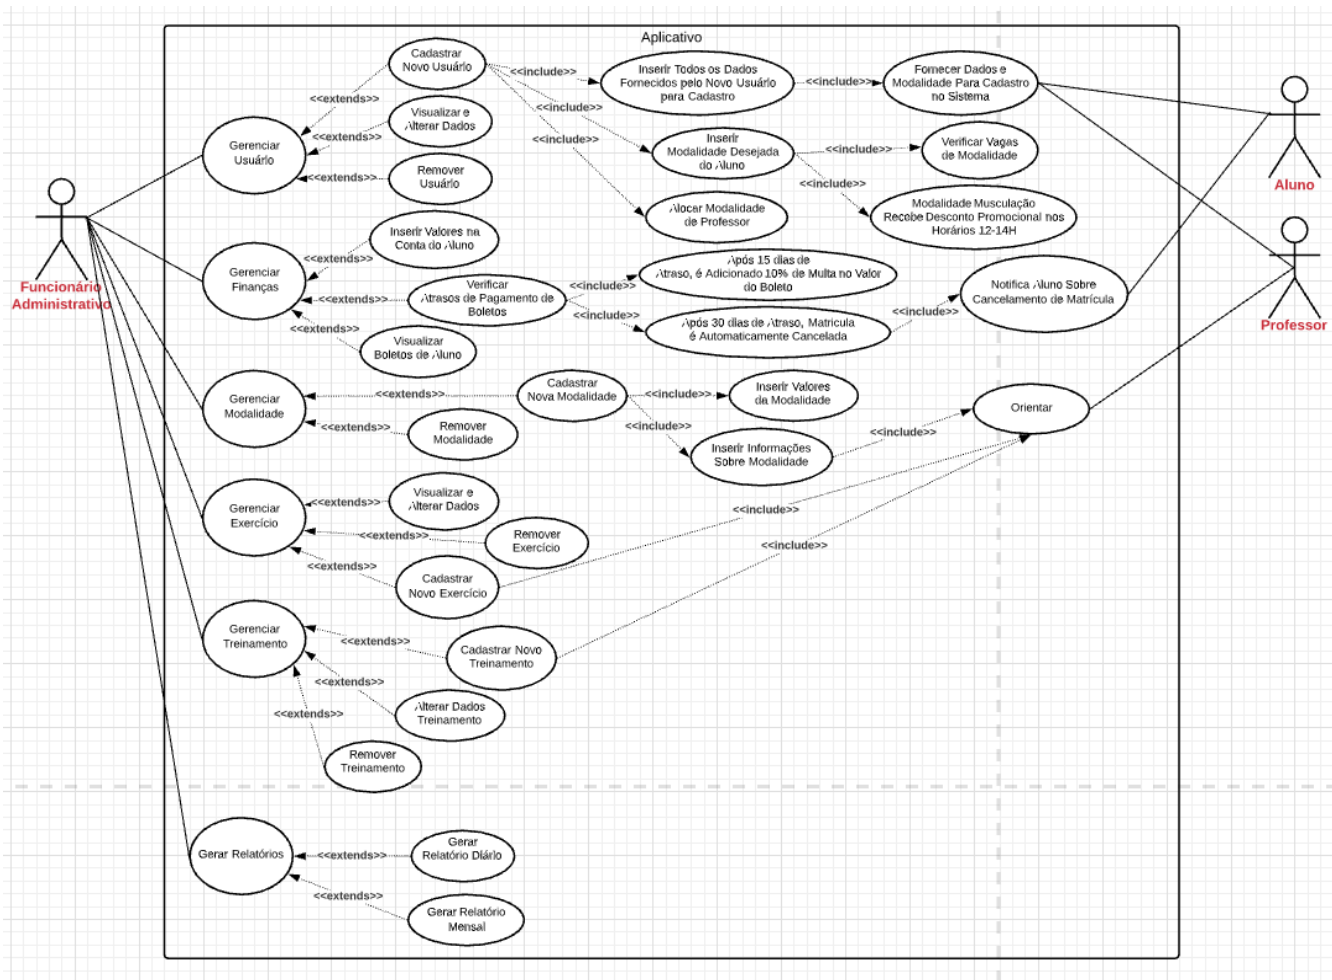 Aplicativo
Cadastrar
Novo Usuário
<<include>>
Inserir Todos os Dados
Fornecidos pelo Novo Usuário
para Cadastro
<<include>>
Fornecer Dados e
Modalidade Para Cadastro
no Sistema
<<extends>>
Visualizar e
Alterar Dados
<<include>>
Gerenciar
Usuário
<<extends>>
<<include>>
Inserir
Modalidade Desejada
do Aluno
<<include>>
Verificar Vagas
de Modalidade
Aluno
<<extends>>
Remover
Usuário
<<include>>
Alocar Modalidade
de Professor
Modalidade Musculação
Recebe Desconto Promocional nos
Horários 12-14H
Funcionário
Administrativo
Inserir Valores na
Conta do Aluno
<<extends>>
Gerenciar
Finanças
<<extends>>
Verificar
Atrasos de Pagamento de
Boletos
<<include>>
Após 15 dias de
Atraso, é Adicionado 10% de Multa no Valor
do Boleto
<<include>>
Após 30 dias de Atraso, Matricula
é Automaticamente Cancelada
<<include>>
Notifica Aluno Sobre
Cancelamento de Matrícula
Professor
<<extends>>
Visualizar
Boletos de Aluno
Gerenciar
Modalidade
<<extends>>
Cadastrar
Nova Modalidade
<<include>>
Inserir Valores
da Modalidade
Orientar
<<extends>>
Remover
Modalidade
<<include>>
Inserir Informações
Sobre Modalidade
<<include>>
Gerenciar
Exercício
<<extends>>
Visualizar e
Alterar Dados
<<include>>
<<extends>>
Remover
Exercício
<<include>>
<<extends>>
Cadastrar
Novo Exercício
Gerenciar
Treinamento
<<extends>>
Cadastrar Novo
Treinamento
<<extends>>
Alterar Dados
Treinamento
<<extends>>
Remover
Treinamento
Gerar Relatórios
<<extends>>
Gerar
Relatório Diário
<<extends>>
Gerar Relatório
Mensal